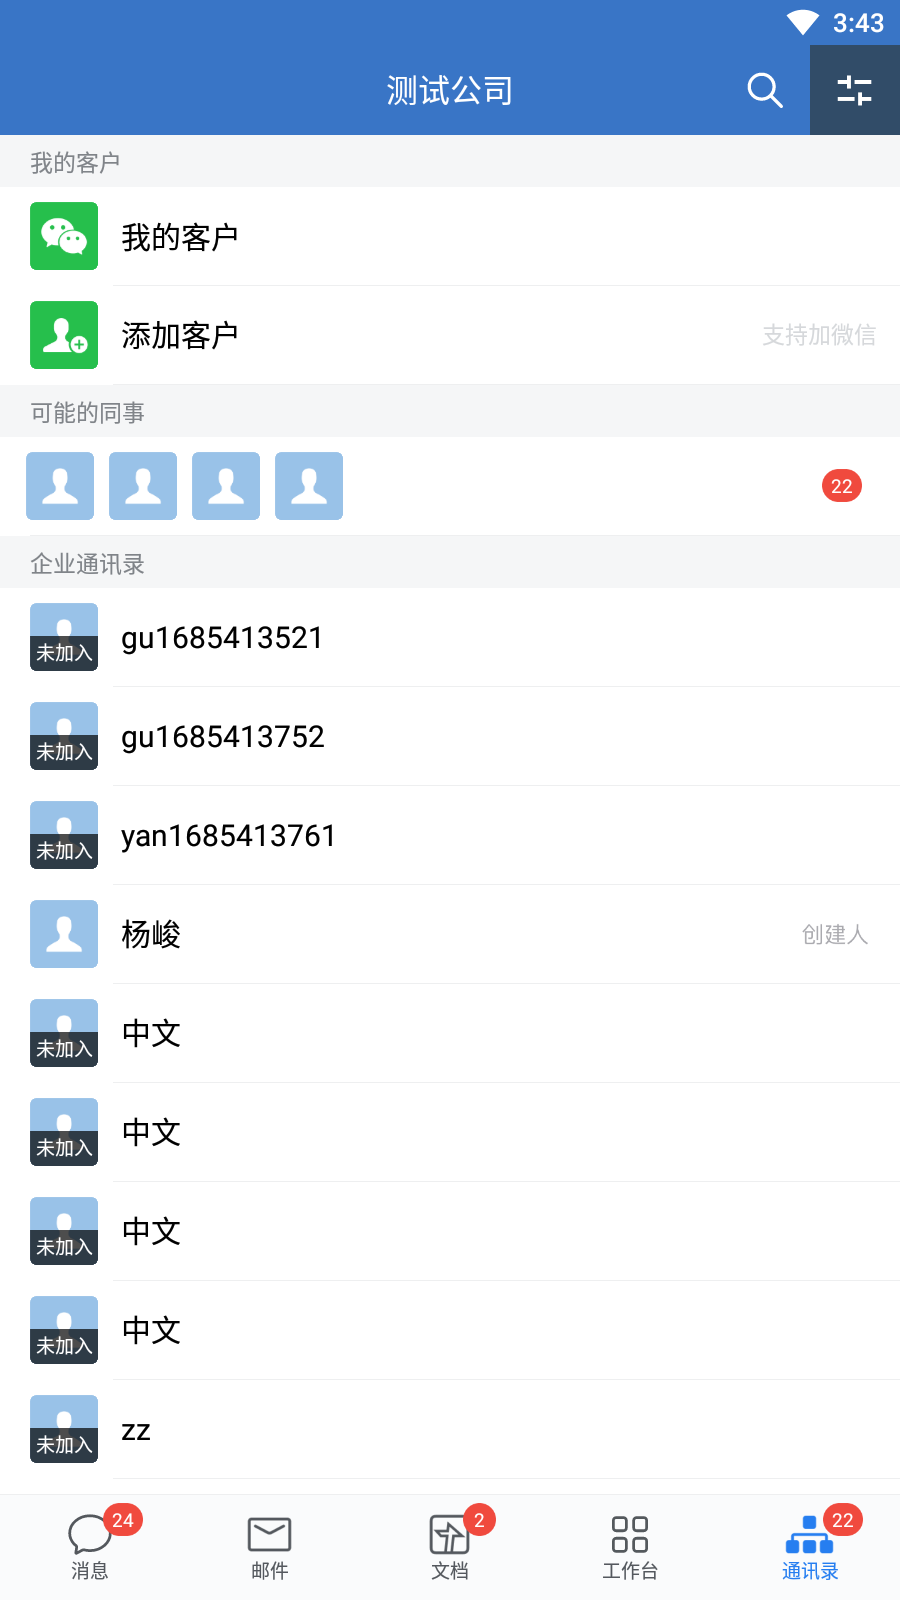 3:43
测试公司
我的客户
我的客户
添加客户 支持加微信
可能的同事
22
企业通讯录
未加入 gu1685413521
未加入 gu1685413752
未加入 yan1685413761
杨峻 创建人
未加入 中文
未加入 中文
未加入 中文
未加入 中文
未加入 zz
24 2 22
消息 邮件 文档 工作台 通讯录